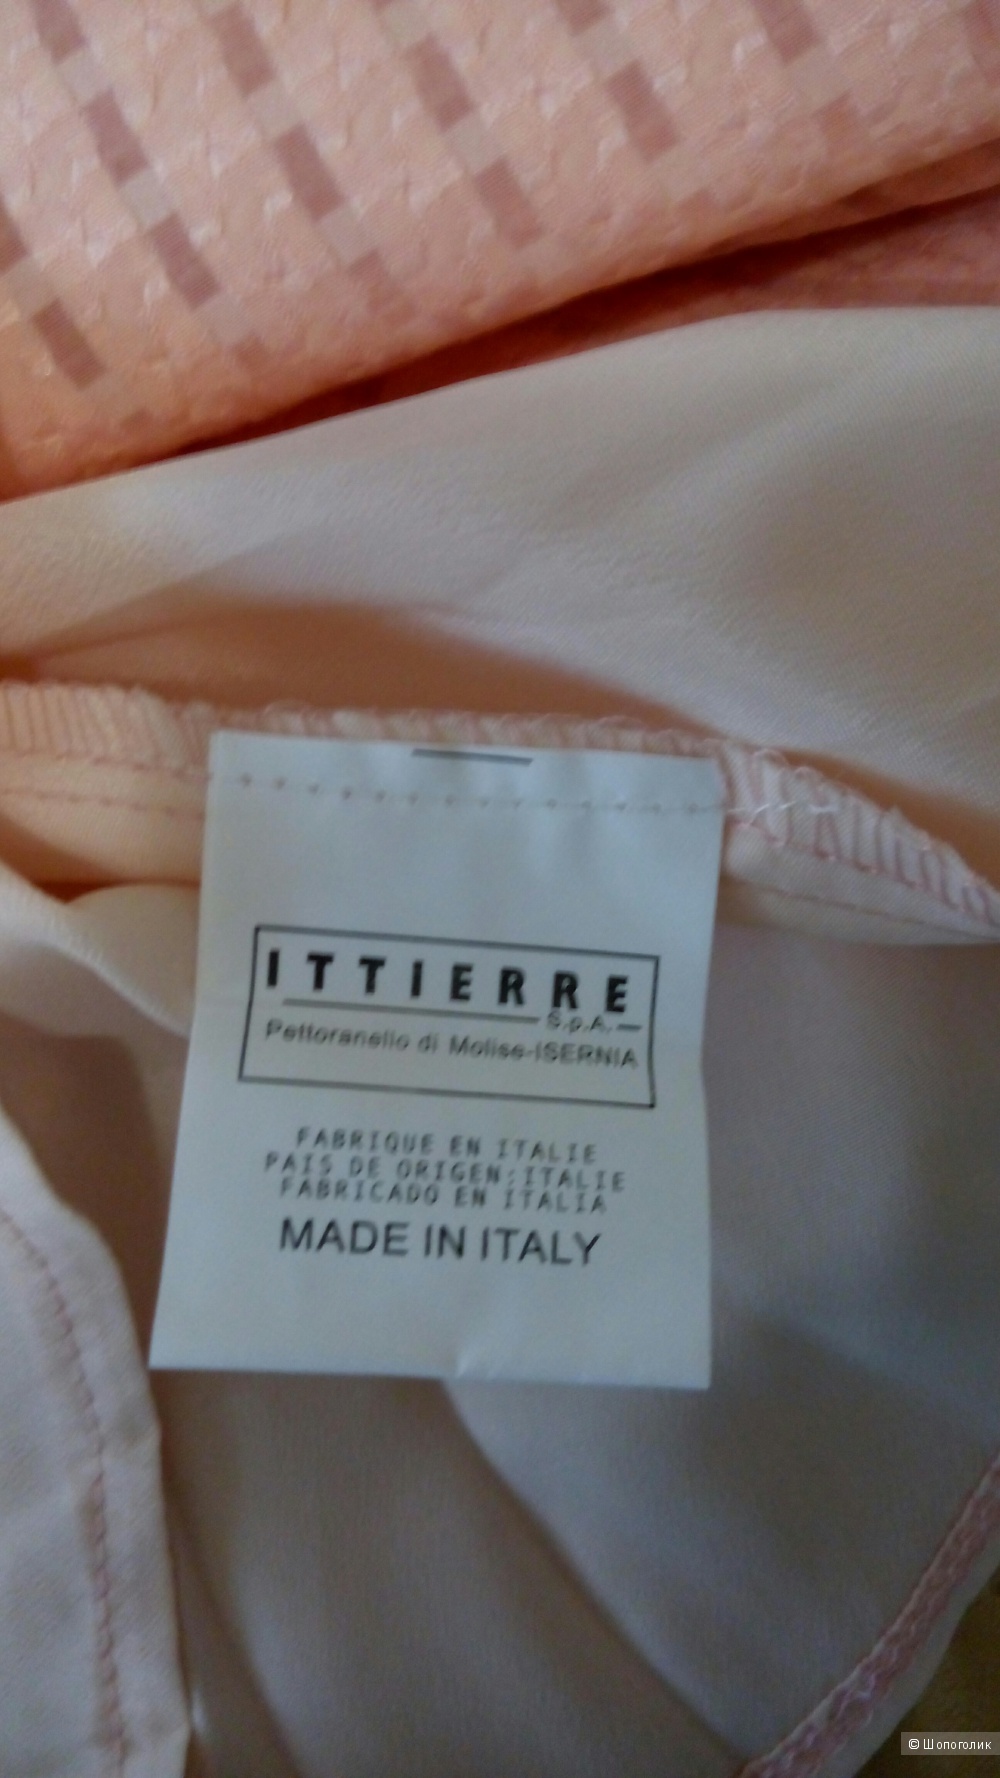 ITTIERRE
S.p.A.
Pettoranello di Molise-ISERNIA
FABRIQUE EN ITALIE
PAIS DE ORIGEN:ITALIE
FABRICADO EN ITALIA
MADE IN ITALY
© Шопоголик